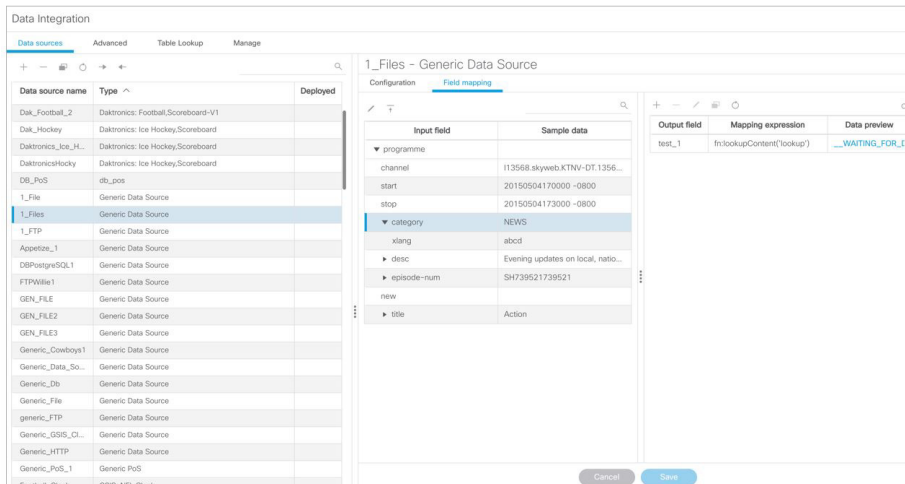 Data Integration
Data sources Advanced Table Lookup Manage
Data source name Type Deployed
Dak_Football_2 Daktronics: Football,Scoreboard-V1
Dak_Hockey Daktronics: Ice Hockey,Scoreboard
Daktronics_Ice_H... Daktronics: Ice Hockey,Scoreboard
DaktronicsHocky Daktronics: Ice Hockey,Scoreboard
DB_PoS db_pos
1_File Generic Data Source
1_Files Generic Data Source
1_FTP Generic Data Source
Appetize_1 Generic Data Source
DBPostgreSQL1 Generic Data Source
FTPWillie1 Generic Data Source
GEN_FILE Generic Data Source
GEN_FILE2 Generic Data Source
GEN_FILE3 Generic Data Source
Generic_Cowboys1 Generic Data Source
Generic_Data_So... Generic Data Source
Generic_Db Generic Data Source
Generic_File Generic Data Source
generic_FTP Generic Data Source
Generic_GSIS_Cl... Generic Data Source
Generic_HTTP Generic Data Source
Generic_PoS_1 Generic PoS
1_Files - Generic Data Source
Configuration Field mapping
Input field Sample data
programme
channel I13568.skyweb.KTNV-DT.1356...
start 20150504170000 -0800
stop 20150504173000 -0800
category NEWS
xlang abcd
desc Evening updates on local, natio...
episode-num SH739521739521
new
title Action
Output field Mapping expression Data preview
test_1 fn:lookupContent('lookup') __WAITING_FOR_D
Cancel Save